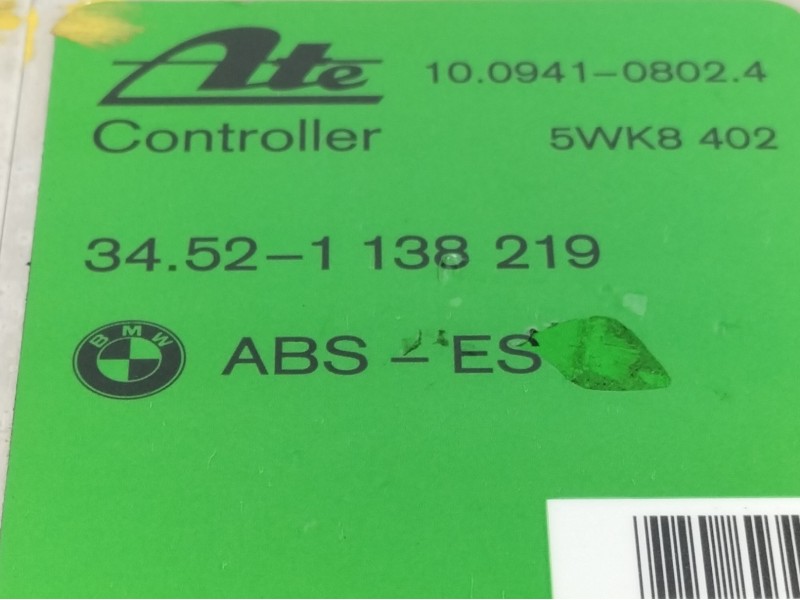 Ate 10.0941-0802.4
Controller 5WK8 402
34.52-1 138 219
BMW ABS - ES